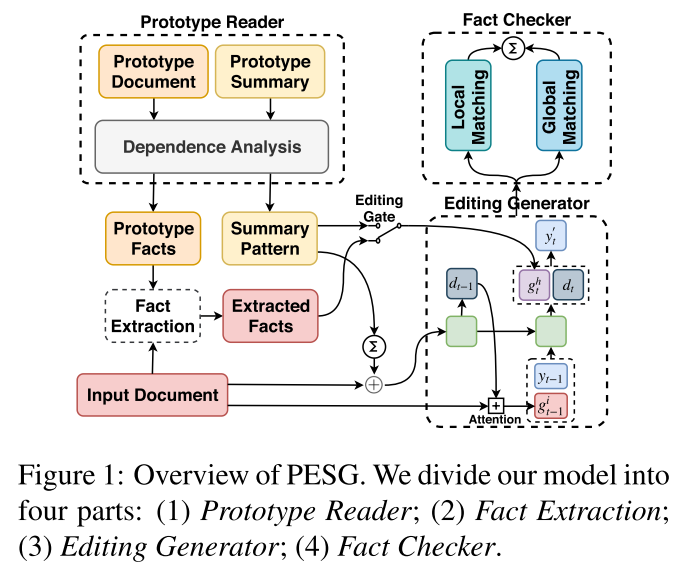 Prototype Reader
Fact Checker
Prototype
Document
Prototype
Summary
Σ
Local
Matching
Global
Matching
Dependence Analysis
Editing
Gate
Editing Generator
Prototype
Facts
Summary
Pattern
y′_t
d_{t−1}
g^h_t
d_t
Fact
Extraction
Extracted
Facts
Σ
+
Input Document
y_{t−1}
+
g^i_{t−1}
Attention
Figure 1: Overview of PESG. We divide our model into
four parts: (1) Prototype Reader; (2) Fact Extraction;
(3) Editing Generator; (4) Fact Checker.